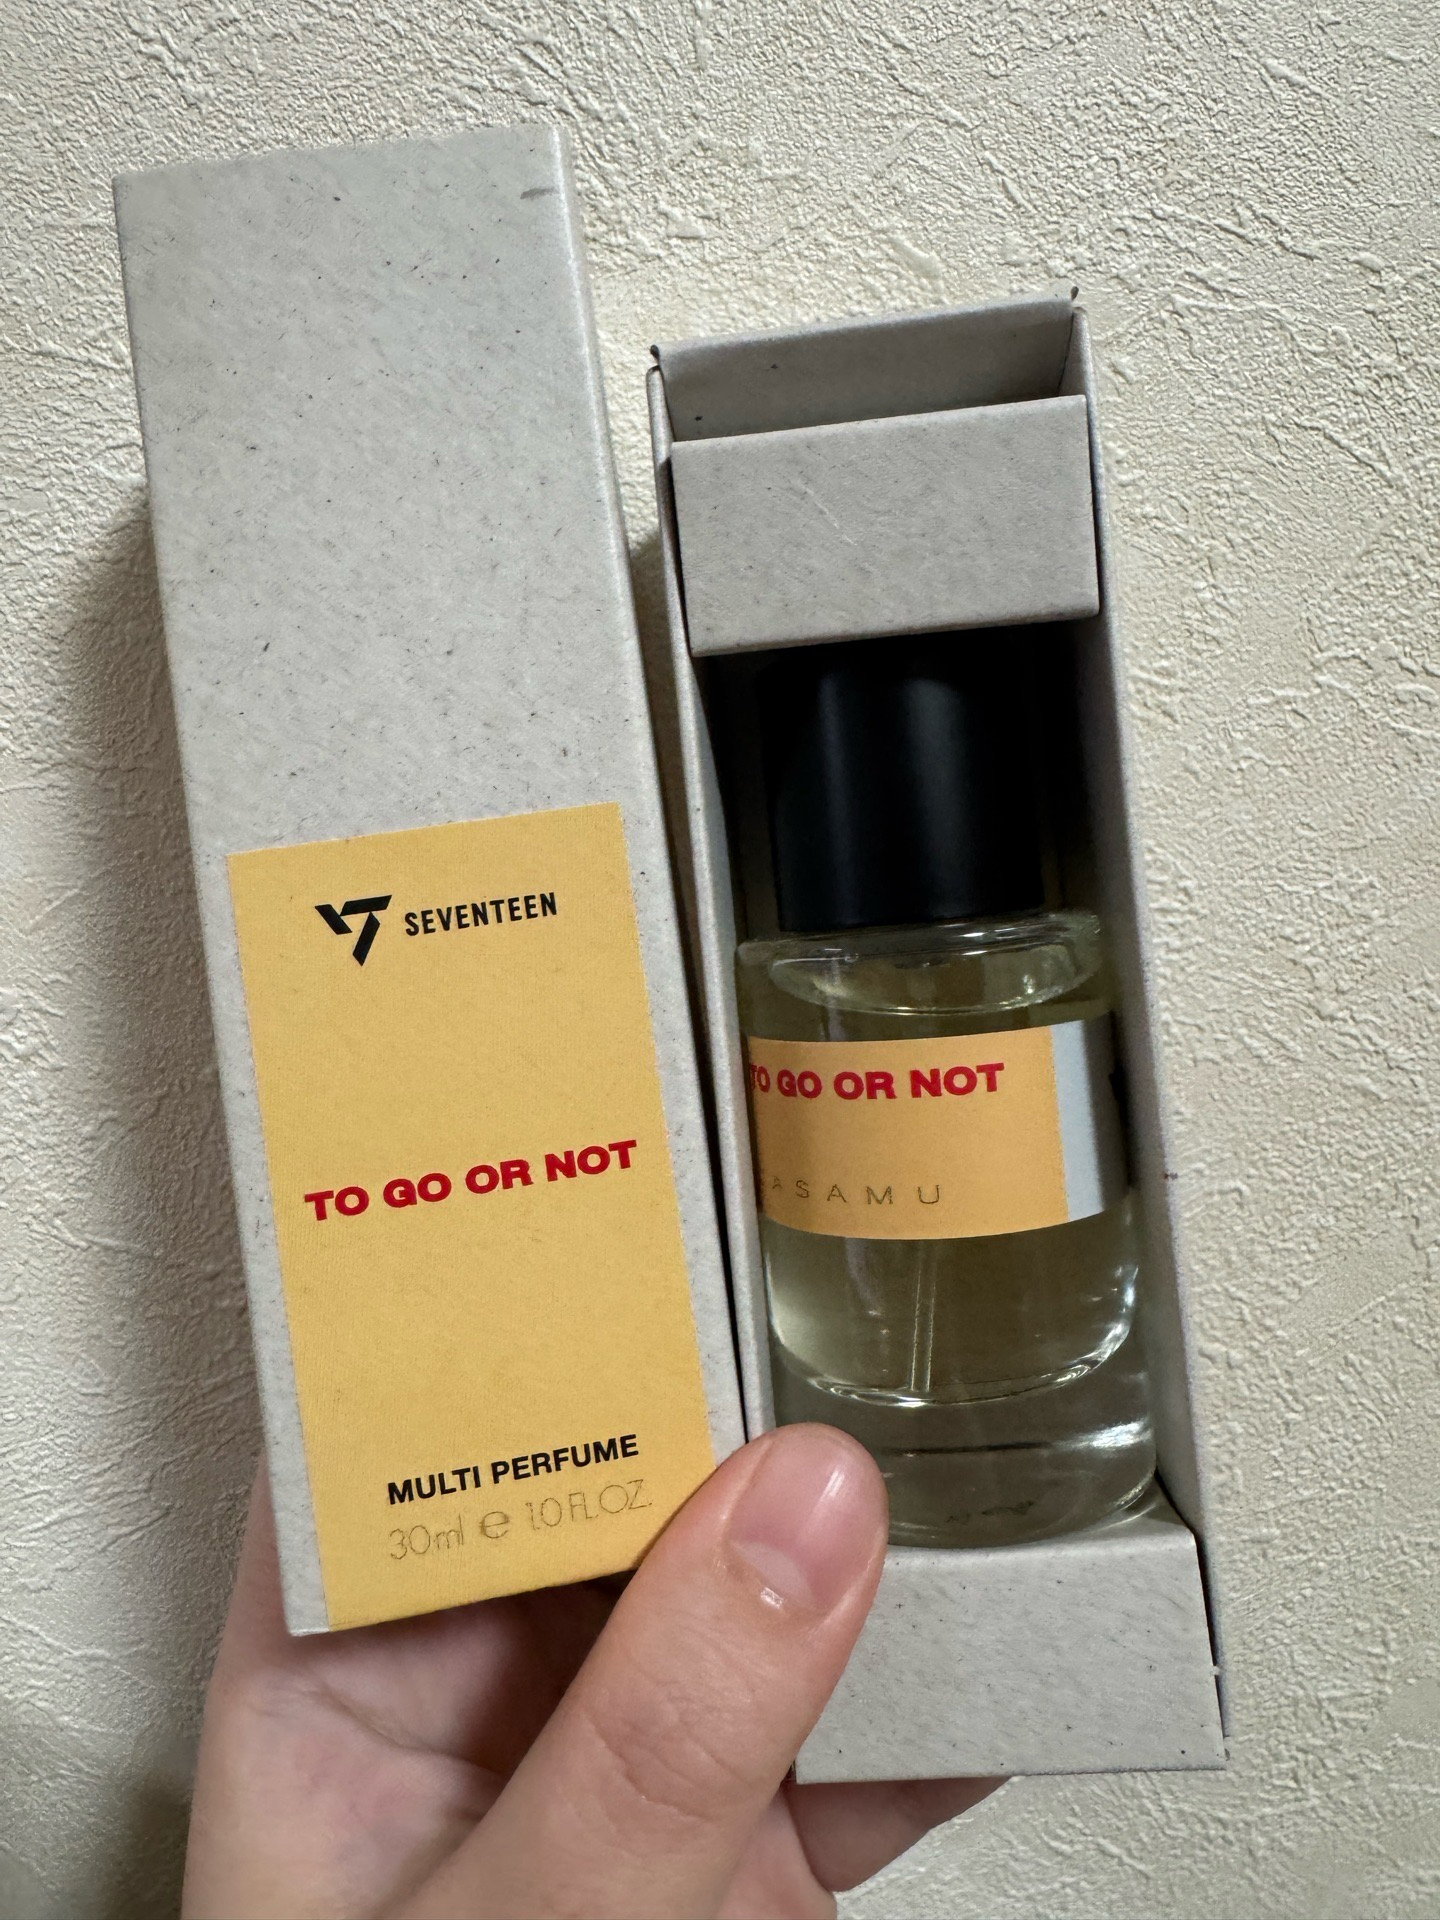 SEVENTEEN
TO GO OR NOT
MULTI PERFUME
30ml e 1.0 FL.OZ.
TO GO OR NOT